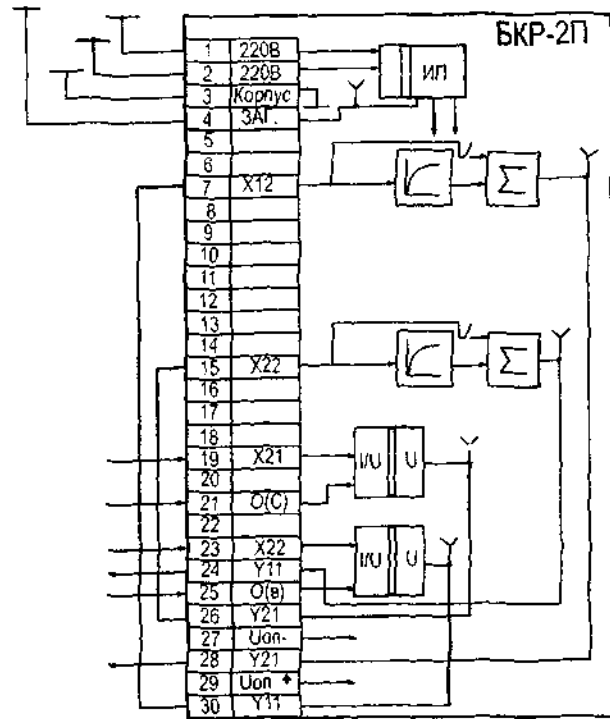 БКР-2П
1 220В
2 220В
3 Корпус
4 ЗАГ.
ИП
5
6
7 X12
Σ
8
9
10
11
12
13
14
15 X22
Σ
16
17
18
19 X21
I/U U
20
21 O(C)
22
23 X22
I/U U
24 Y11
25 O(в)
26 Y21
27 Uоп-
28 Y21
29 Uоп +
30 Y11